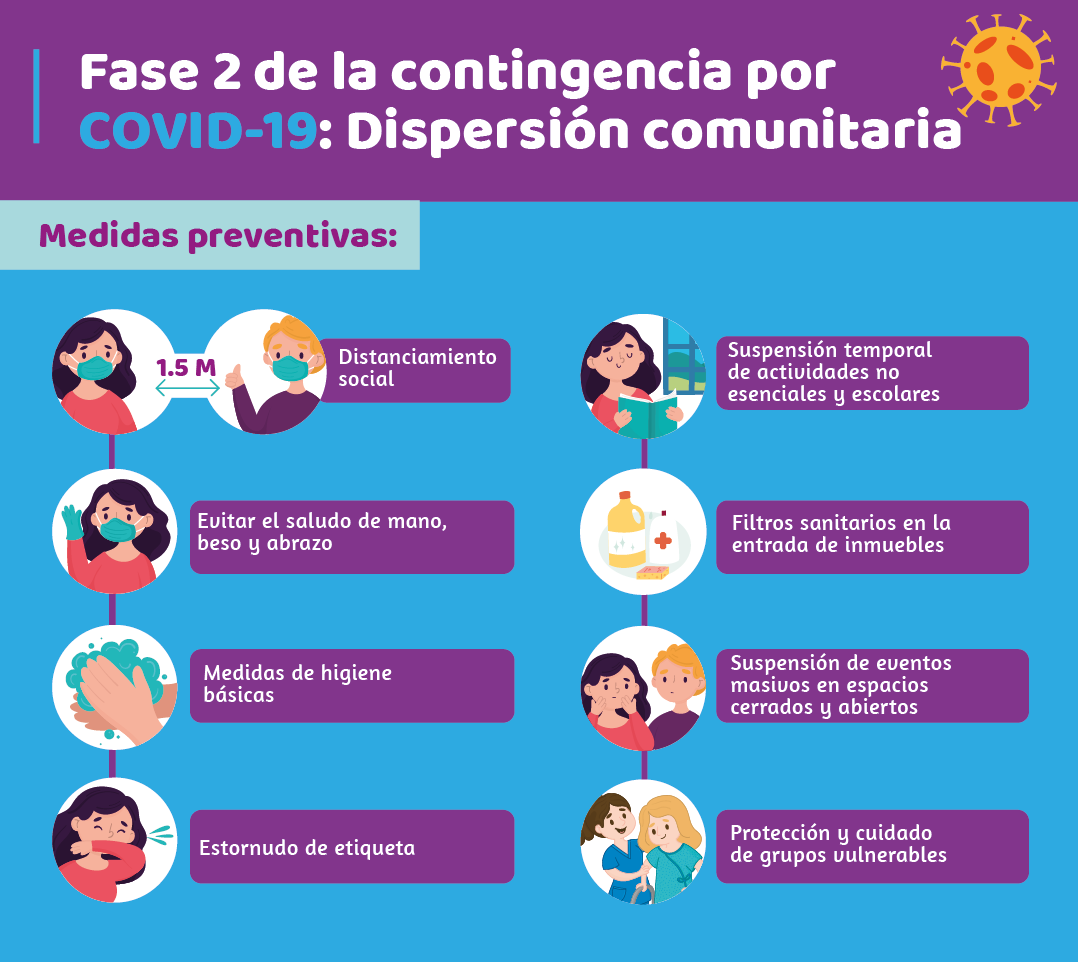 Fase 2 de la contingencia por
COVID-19: Dispersión comunitaria
Medidas preventivas:
1.5 M
Distanciamiento
social
Evitar el saludo de mano,
beso y abrazo
Medidas de higiene
básicas
Estornudo de etiqueta
Suspensión temporal
de actividades no
esenciales y escolares
Filtros sanitarios en la
entrada de inmuebles
Suspensión de eventos
masivos en espacios
cerrados y abiertos
Protección y cuidado
de grupos vulnerables